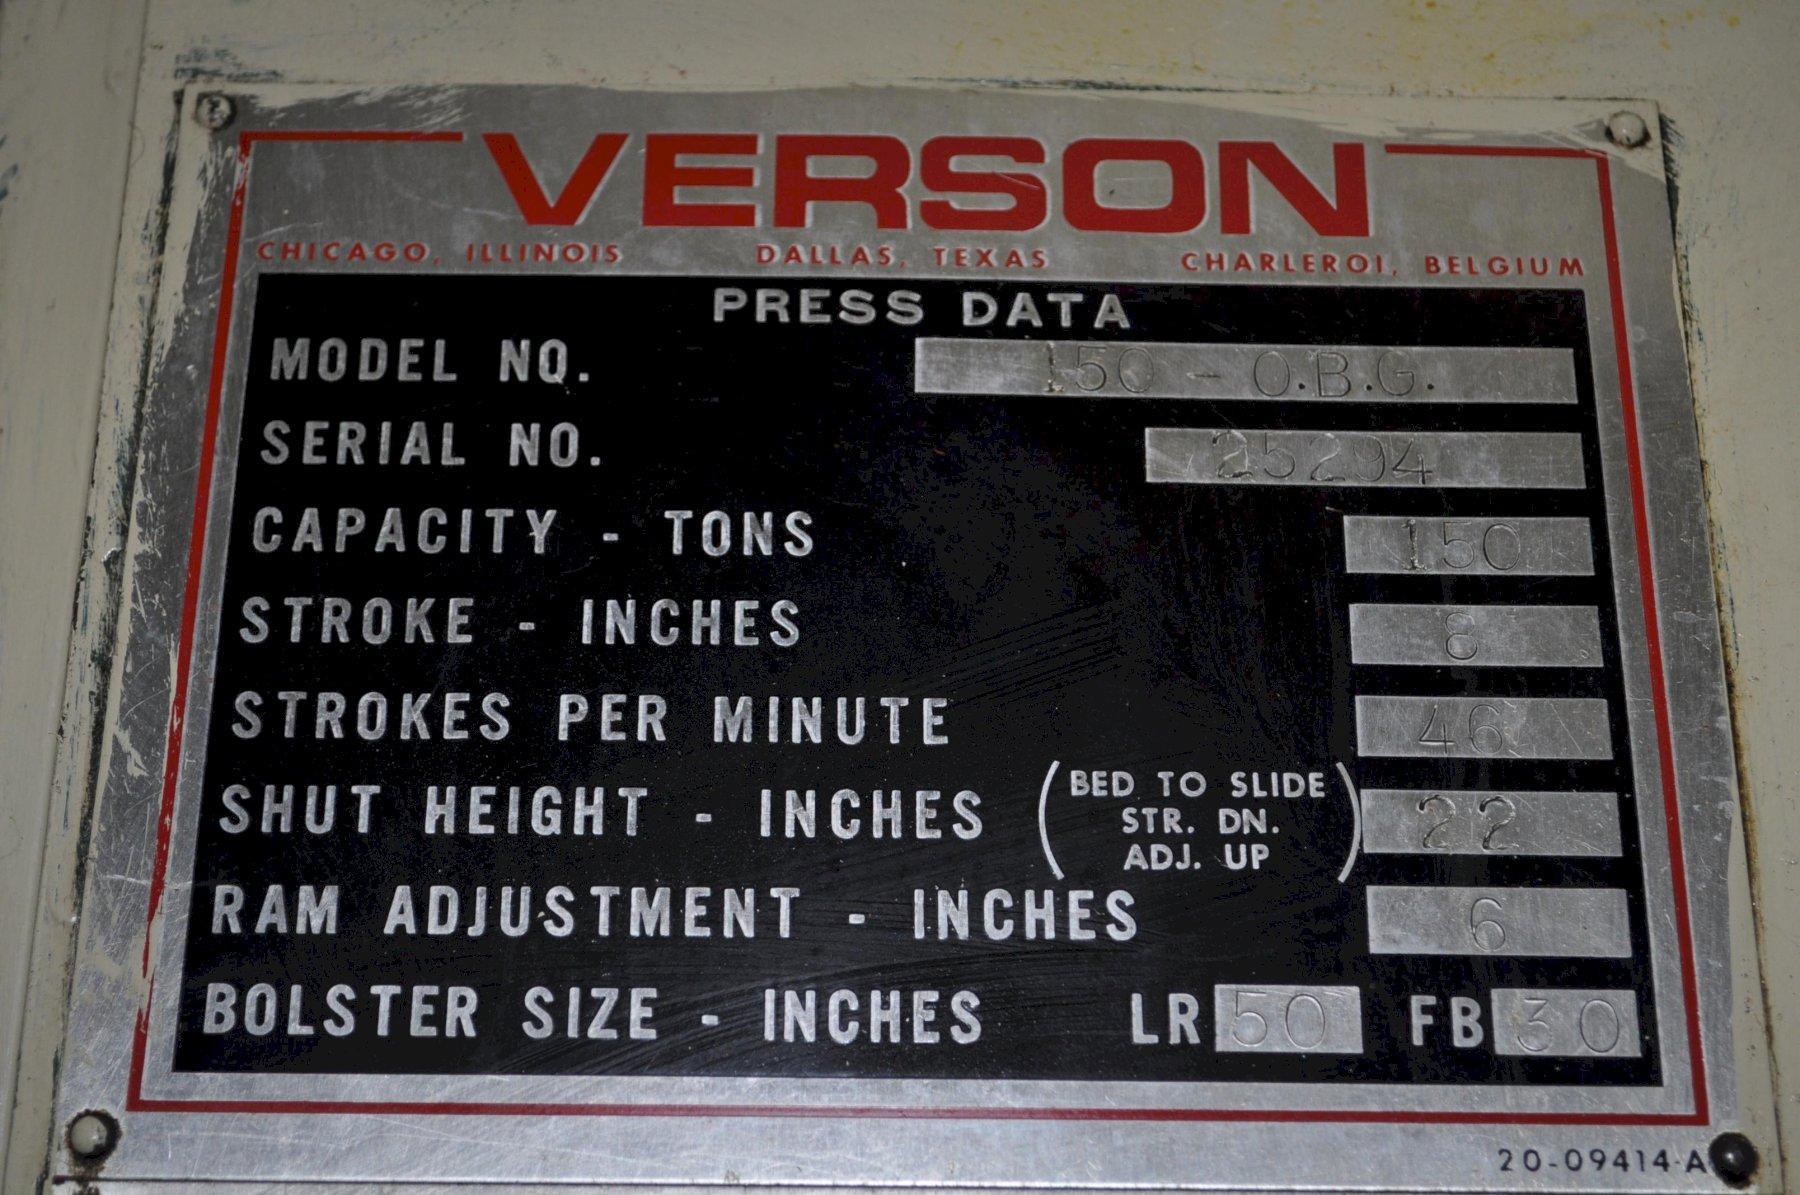 VERSON
CHICAGO, ILLINOIS DALLAS, TEXAS CHARLEROI, BELGIUM
PRESS DATA
MODEL NO. 150 - O.B.G.
SERIAL NO. 25294
CAPACITY - TONS 150
STROKE - INCHES 8
STROKES PER MINUTE 46
SHUT HEIGHT - INCHES (BED TO SLIDE STR. DN. ADJ. UP) 22
RAM ADJUSTMENT - INCHES 6
BOLSTER SIZE - INCHES LR 50 FB 30
20-09414-A